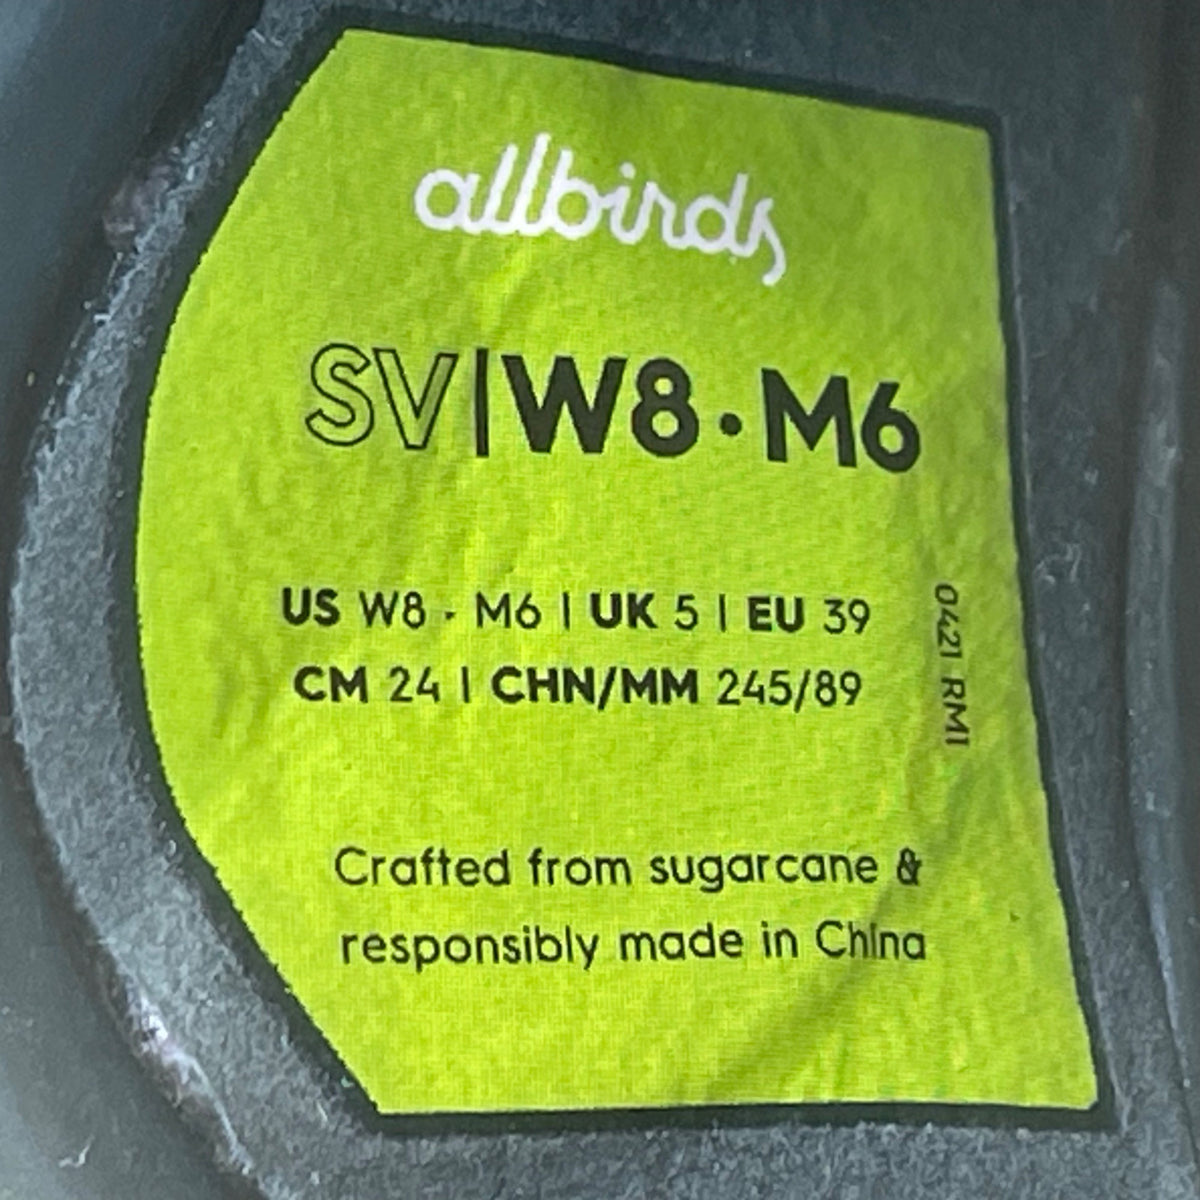 allbirds
SV|W8·M6
US W8 · M6 | UK 5 | EU 39
CM 24 | CHN/MM 245/89
0421 RM1
Crafted from sugarcane &
responsibly made in China